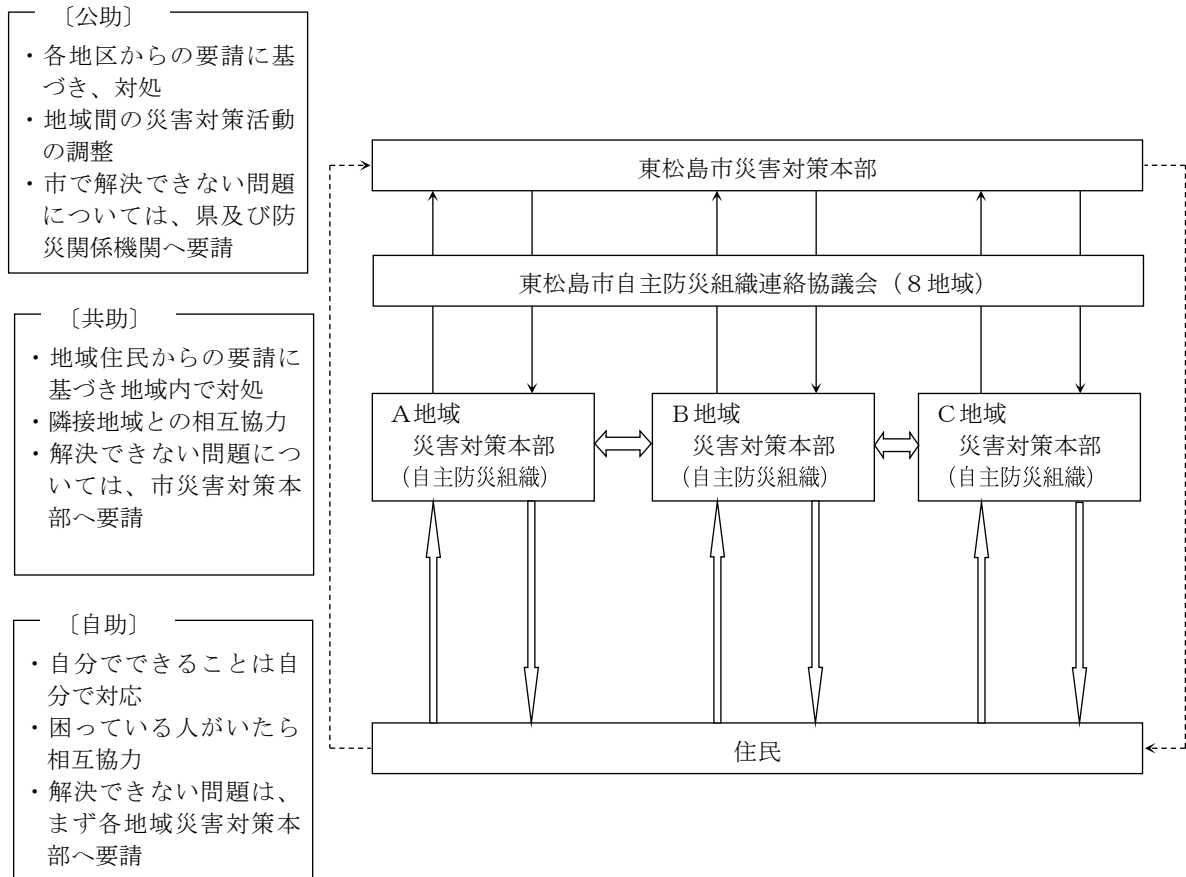 〔公助〕
・各地区からの要請に基
づき、対処
・地域間の災害対策活動
の調整
・市で解決できない問題
については、県及び防
災関係機関へ要請
〔共助〕
・地域住民からの要請に
基づき地域内で対処
・隣接地域との相互協力
・解決できない問題につ
いては、市災害対策本
部へ要請
〔自助〕
・自分でできることは自
分で対応
・困っている人がいたら
相互協力
・解決できない問題は、
まず各地域災害対策本
部へ要請
東松島市災害対策本部
東松島市自主防災組織連絡協議会(8地域)
A地域
災害対策本部
(自主防災組織)
B地域
災害対策本部
(自主防災組織)
C地域
災害対策本部
(自主防災組織)
住民